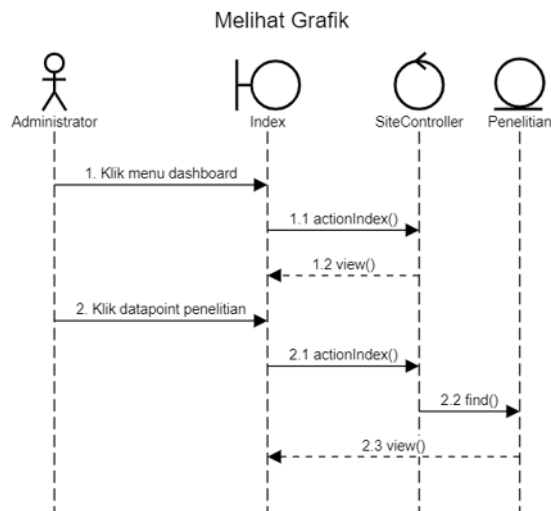 Melihat Grafik
Administrator
Index
SiteController
Penelitian
1. Klik menu dashboard
1.1 actionIndex()
1.2 view()
2. Klik datapoint penelitian
2.1 actionIndex()
2.2 find()
2.3 view()